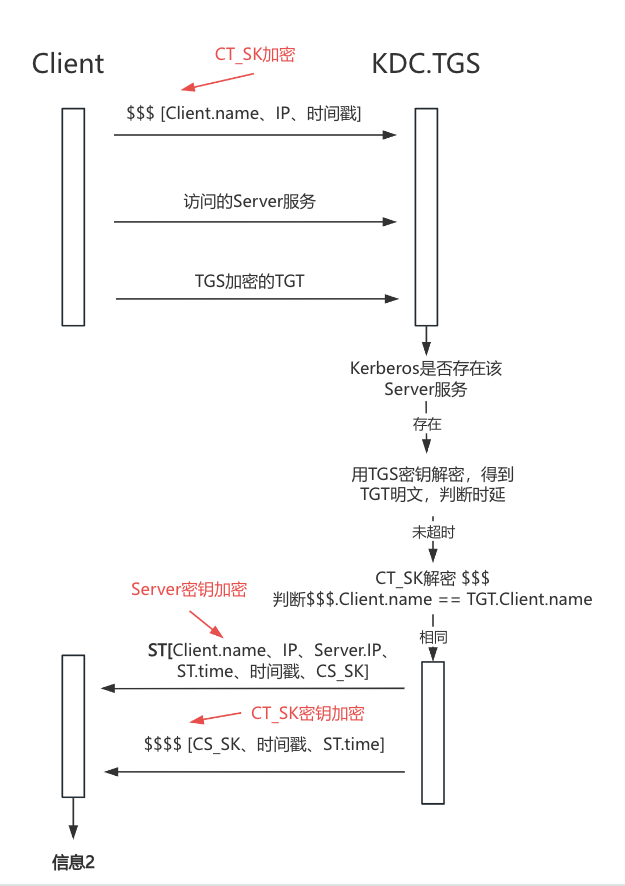 Client
KDC.TGS
CT_SK加密
$$$ [Client.name、IP、时间戳]
访问的Server服务
TGS加密的TGT
Kerberos是否存在该
Server服务
存在
用TGS密钥解密，得到
TGT明文，判断时延
未超时
CT_SK解密 $$$
判断$$$.Client.name == TGT.Client.name
相同
Server密钥加密
ST[Client.name、IP、Server.IP、
ST.time、时间戳、CS_SK]
CT_SK密钥加密
$$$$ [CS_SK、时间戳、ST.time]
信息2